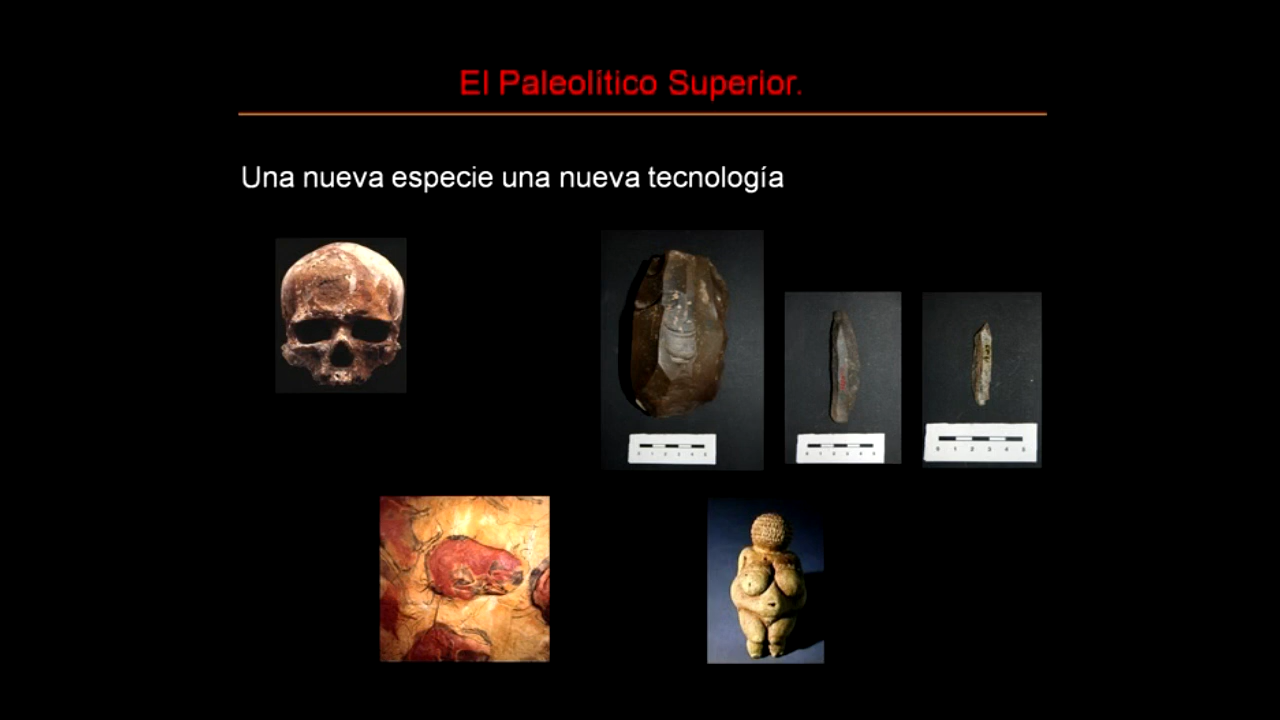 El Paleolítico Superior.
Una nueva especie una nueva tecnología